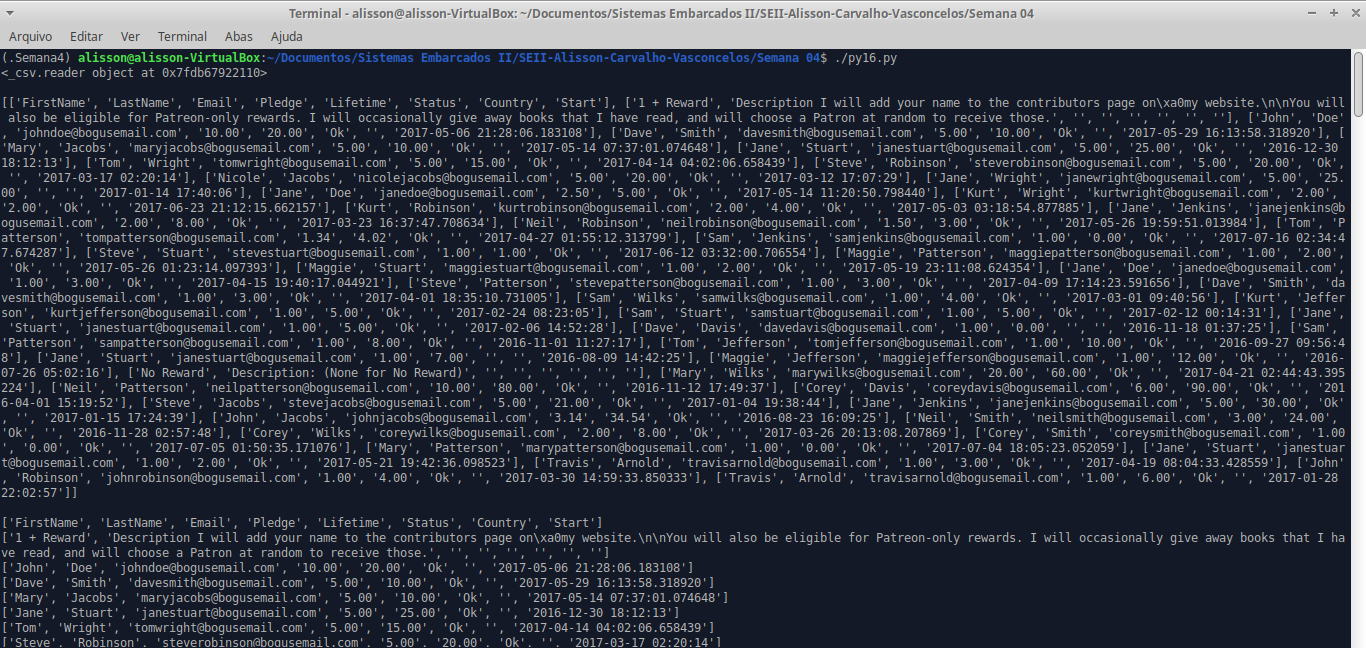 Terminal - alisson@alisson-VirtualBox: ~/Documentos/Sistemas Embarcados II/SEII-Alisson-Carvalho-Vasconcelos/Semana 04
Arquivo Editar Ver Terminal Abas Ajuda
(.Semana4) alisson@alisson-VirtualBox:~/Documentos/Sistemas Embarcados II/SEII-Alisson-Carvalho-Vasconcelos/Semana 04$ ./py16.py
<_csv.reader object at 0x7fdb67922110>
[['FirstName', 'LastName', 'Email', 'Pledge', 'Lifetime', 'Status', 'Country', 'Start'], ['1 + Reward', 'Description I will add your name to the contributors page on\xa0my website.\n\nYou will
also be eligible for Patreon-only rewards. I will occasionally give away books that I have read, and will choose a Patron at random to receive those.', '', '', '', '', '', ''], ['John', 'Doe'
, 'johndoe@bogusemail.com', '10.00', '20.00', 'Ok', '', '2017-05-06 21:28:06.183108'], ['Dave', 'Smith', 'davesmith@bogusemail.com', '5.00', '10.00', 'Ok', '', '2017-05-29 16:13:58.318920'], [
'Mary', 'Jacobs', 'maryjacobs@bogusemail.com', '5.00', '10.00', 'Ok', '', '2017-05-14 07:37:01.074648'], ['Jane', 'Stuart', 'janestuart@bogusemail.com', '5.00', '25.00', 'Ok', '', '2016-12-30
18:12:13'], ['Tom', 'Wright', 'tomwright@bogusemail.com', '5.00', '15.00', 'Ok', '', '2017-04-14 04:02:06.658439'], ['Steve', 'Robinson', 'steverobinson@bogusemail.com', '5.00', '20.00', 'Ok',
'', '2017-03-17 02:20:14'], ['Nicole', 'Jacobs', 'nicolejacobs@bogusemail.com', '5.00', '20.00', 'Ok', '', '2017-03-12 17:07:29'], ['Jane', 'Wright', 'janewright@bogusemail.com', '5.00', '25.
00', '', '', '2017-01-14 17:40:06'], ['Jane', 'Doe', 'janedoe@bogusemail.com', '2.50', '5.00', 'Ok', '', '2017-05-14 11:20:50.798440'], ['Kurt', 'Wright', 'kurtwright@bogusemail.com', '2.00',
'2.00', 'Ok', '', '2017-06-23 21:12:15.662157'], ['Kurt', 'Robinson', 'kurtrobinson@bogusemail.com', '2.00', '4.00', 'Ok', '', '2017-05-03 03:18:54.877885'], ['Jane', 'Jenkins', 'janejenkins@b
ogusemail.com', '2.00', '8.00', 'Ok', '', '2017-03-23 16:37:47.708634'], ['Neil', 'Robinson', 'neilrobinson@bogusemail.com', '1.50', '3.00', 'Ok', '', '2017-05-26 19:59:51.013984'], ['Tom', 'P
atterson', 'tompatterson@bogusemail.com', '1.34', '4.02', 'Ok', '', '2017-04-27 01:55:12.313799'], ['Sam', 'Jenkins', 'samjenkins@bogusemail.com', '1.00', '0.00', 'Ok', '', '2017-07-16 02:34:4
7.674287'], ['Steve', 'Stuart', 'stevestuart@bogusemail.com', '1.00', '1.00', 'Ok', '', '2017-06-12 03:32:00.706554'], ['Maggie', 'Patterson', 'maggiepatterson@bogusemail.com', '1.00', '2.00',
'Ok', '', '2017-05-26 01:23:14.097393'], ['Maggie', 'Stuart', 'maggiestuart@bogusemail.com', '1.00', '2.00', 'Ok', '', '2017-05-19 23:11:08.624354'], ['Jane', 'Doe', 'janedoe@bogusemail.com',
'1.00', '3.00', 'Ok', '', '2017-04-15 19:40:17.044921'], ['Steve', 'Patterson', 'stevepatterson@bogusemail.com', '1.00', '3.00', 'Ok', '', '2017-04-09 17:14:23.591656'], ['Dave', 'Smith', 'da
vesmith@bogusemail.com', '1.00', '3.00', 'Ok', '', '2017-04-01 18:35:10.731005'], ['Sam', 'Wilks', 'samwilks@bogusemail.com', '1.00', '4.00', 'Ok', '', '2017-03-01 09:40:56'], ['Kurt', 'Jeffer
son', 'kurtjefferson@bogusemail.com', '1.00', '5.00', 'Ok', '', '2017-02-24 08:23:05'], ['Sam', 'Stuart', 'samstuart@bogusemail.com', '1.00', '5.00', 'Ok', '', '2017-02-12 00:14:31'], ['Jane',
'Stuart', 'janestuart@bogusemail.com', '1.00', '5.00', 'Ok', '', '2017-02-06 14:52:28'], ['Dave', 'Davis', 'davedavis@bogusemail.com', '1.00', '0.00', '', '', '2016-11-18 01:37:25'], ['Sam',
'Patterson', 'sampatterson@bogusemail.com', '1.00', '8.00', 'Ok', '', '2016-11-01 11:27:17'], ['Tom', 'Jefferson', 'tomjefferson@bogusemail.com', '1.00', '10.00', 'Ok', '', '2016-09-27 09:56:4
8'], ['Jane', 'Stuart', 'janestuart@bogusemail.com', '1.00', '7.00', '', '', '2016-08-09 14:42:25'], ['Maggie', 'Jefferson', 'maggiejefferson@bogusemail.com', '1.00', '12.00', 'Ok', '', '2016-
07-26 05:02:16'], ['No Reward', 'Description: (None for No Reward)', '', '', '', '', '', ''], ['Mary', 'Wilks', 'marywilks@bogusemail.com', '20.00', '60.00', 'Ok', '', '2017-04-21 02:44:43.395
224'], ['Neil', 'Patterson', 'neilpatterson@bogusemail.com', '10.00', '80.00', 'Ok', '', '2016-11-12 17:49:37'], ['Corey', 'Davis', 'coreydavis@bogusemail.com', '6.00', '90.00', 'Ok', '', '201
6-04-01 15:19:52'], ['Steve', 'Jacobs', 'stevejacobs@bogusemail.com', '5.00', '21.00', 'Ok', '', '2017-01-04 19:38:44'], ['Jane', 'Jenkins', 'janejenkins@bogusemail.com', '5.00', '30.00', 'Ok'
, '', '2017-01-15 17:24:39'], ['John', 'Jacobs', 'johnjacobs@bogusemail.com', '3.14', '34.54', 'Ok', '', '2016-08-23 16:09:25'], ['Neil', 'Smith', 'neilsmith@bogusemail.com', '3.00', '24.00',
'Ok', '', '2016-11-28 02:57:48'], ['Corey', 'Wilks', 'coreywilks@bogusemail.com', '2.00', '8.00', 'Ok', '', '2017-03-26 20:13:08.207869'], ['Corey', 'Smith', 'coreysmith@bogusemail.com', '1.00
', '0.00', 'Ok', '', '2017-07-05 01:50:35.171076'], ['Mary', 'Patterson', 'marypatterson@bogusemail.com', '1.00', '0.00', 'Ok', '', '2017-07-04 18:05:23.052059'], ['Jane', 'Stuart', 'janestuar
t@bogusemail.com', '1.00', '2.00', 'Ok', '', '2017-05-21 19:42:36.098523'], ['Travis', 'Arnold', 'travisarnold@bogusemail.com', '1.00', '3.00', 'Ok', '', '2017-04-19 08:04:33.428559'], ['John'
, 'Robinson', 'johnrobinson@bogusemail.com', '1.00', '4.00', 'Ok', '', '2017-03-30 14:59:33.850333'], ['Travis', 'Arnold', 'travisarnold@bogusemail.com', '1.00', '6.00', 'Ok', '', '2017-01-28
22:02:57']]
['FirstName', 'LastName', 'Email', 'Pledge', 'Lifetime', 'Status', 'Country', 'Start']
['1 + Reward', 'Description I will add your name to the contributors page on\xa0my website.\n\nYou will also be eligible for Patreon-only rewards. I will occasionally give away books that I ha
ve read, and will choose a Patron at random to receive those.', '', '', '', '', '', '']
['John', 'Doe', 'johndoe@bogusemail.com', '10.00', '20.00', 'Ok', '', '2017-05-06 21:28:06.183108']
['Dave', 'Smith', 'davesmith@bogusemail.com', '5.00', '10.00', 'Ok', '', '2017-05-29 16:13:58.318920']
['Mary', 'Jacobs', 'maryjacobs@bogusemail.com', '5.00', '10.00', 'Ok', '', '2017-05-14 07:37:01.074648']
['Jane', 'Stuart', 'janestuart@bogusemail.com', '5.00', '25.00', 'Ok', '', '2016-12-30 18:12:13']
['Tom', 'Wright', 'tomwright@bogusemail.com', '5.00', '15.00', 'Ok', '', '2017-04-14 04:02:06.658439']
['Steve', 'Robinson', 'steverobinson@bogusemail.com', '5.00', '20.00', 'Ok', '', '2017-03-17 02:20:14']